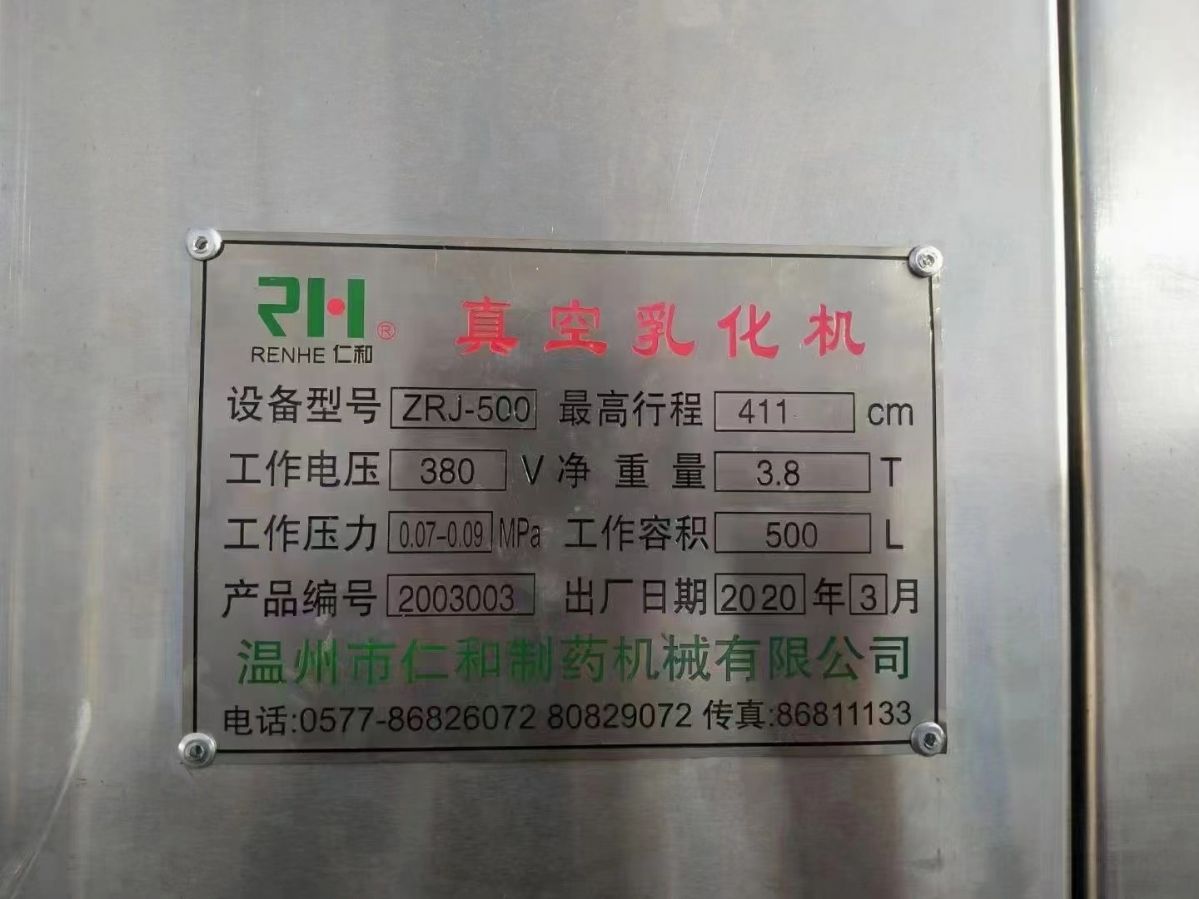 RH®
RENHE 仁和
真空乳化机
设备型号 ZRJ-500 最高行程 411 cm
工作电压 380 V 净重量 3.8 T
工作压力 0.07-0.09 MPa 工作容积 500 L
产品编号 2003003 出厂日期 2020 年 3 月
温州市仁和制药机械有限公司
电话:0577-86826072 80829072 传真:86811133